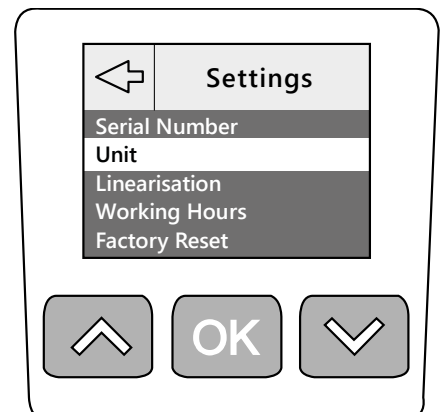 Settings
Serial Number
Unit
Linearisation
Working Hours
Factory Reset
OK